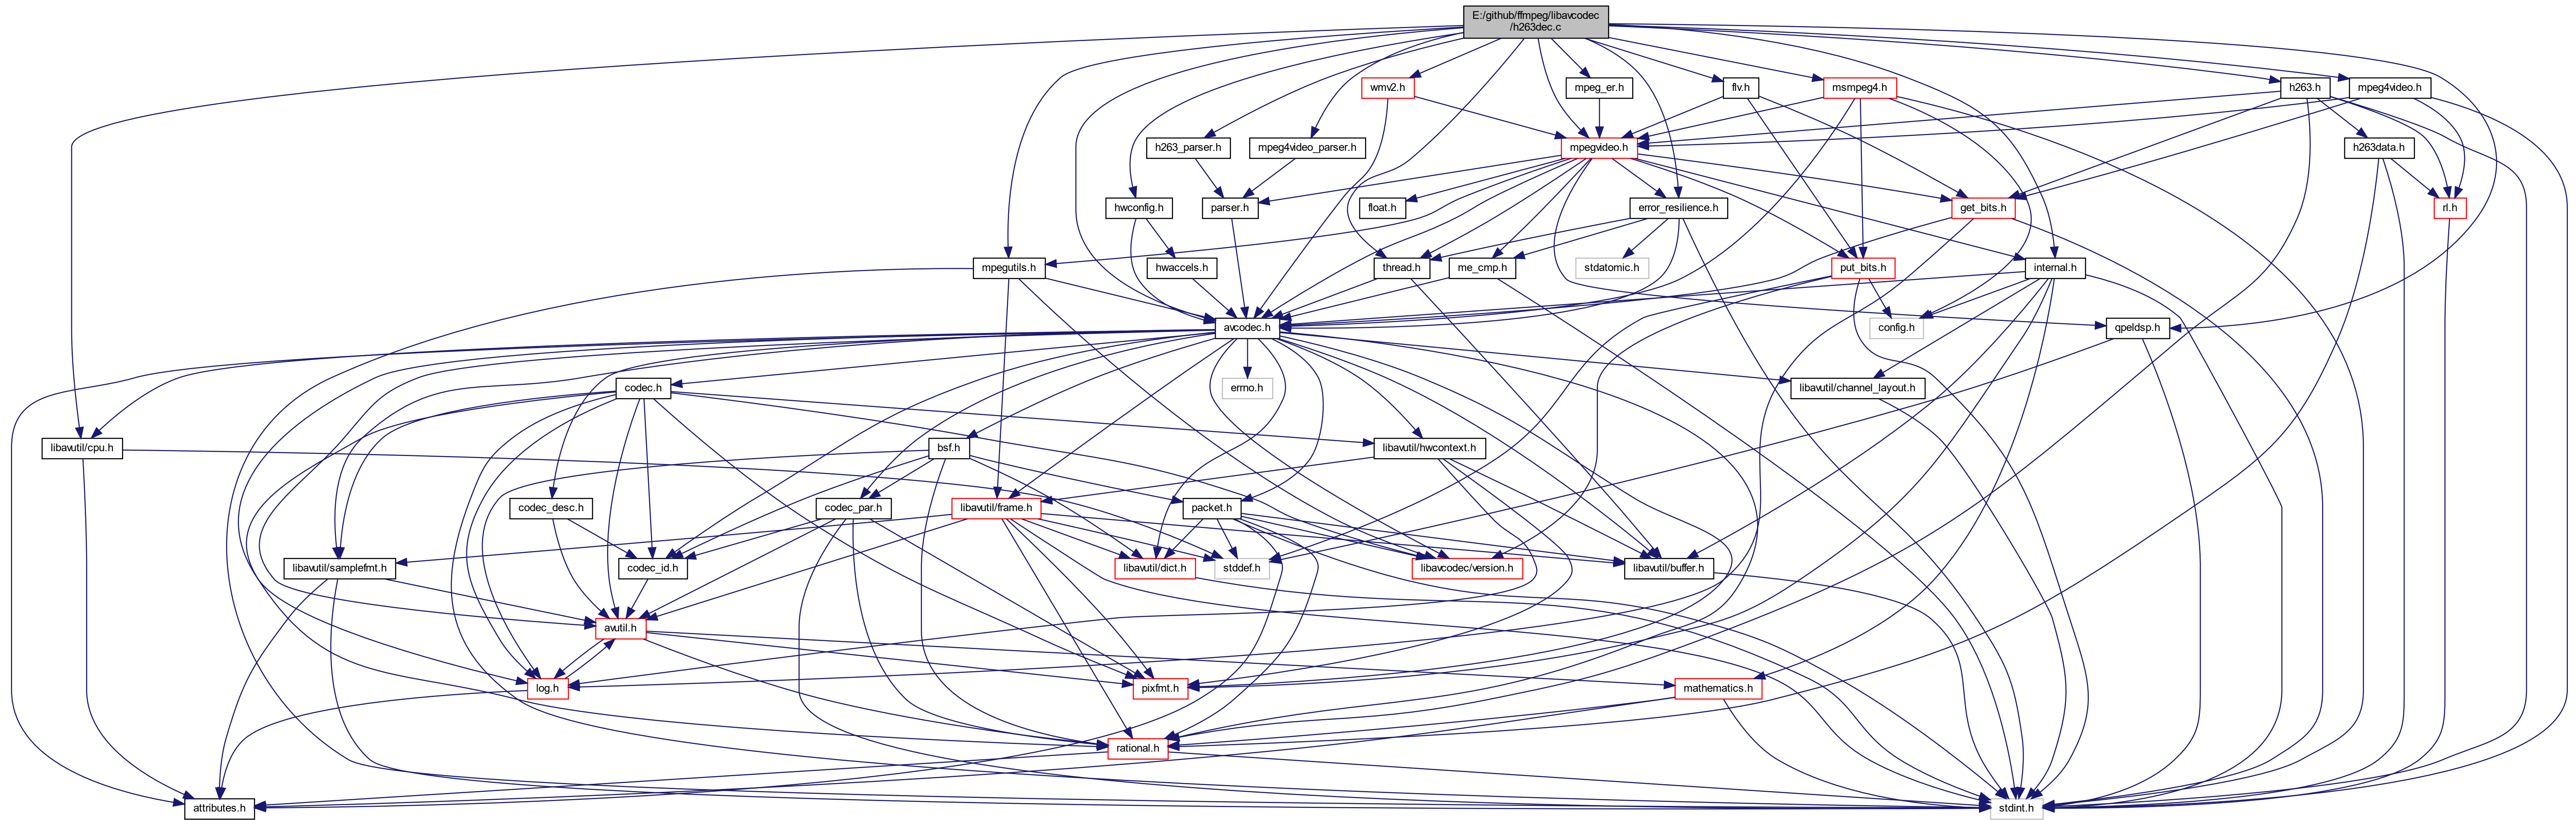 E:/github/ffmpeg/libavcodec
/h263dec.c
wmv2.h
mpeg_er.h
flv.h
msmpeg4.h
h263.h
mpeg4video.h
h263_parser.h
mpeg4video_parser.h
mpegvideo.h
h263data.h
hwconfig.h
parser.h
float.h
error_resilience.h
get_bits.h
rl.h
mpegutils.h
hwaccels.h
thread.h
me_cmp.h
stdatomic.h
put_bits.h
internal.h
avcodec.h
config.h
qpeldsp.h
codec.h
errno.h
libavutil/channel_layout.h
libavutil/cpu.h
bsf.h
libavutil/hwcontext.h
codec_desc.h
codec_par.h
libavutil/frame.h
packet.h
libavutil/samplefmt.h
codec_id.h
libavutil/dict.h
stddef.h
libavcodec/version.h
libavutil/buffer.h
avutil.h
log.h
pixfmt.h
mathematics.h
rational.h
attributes.h
stdint.h